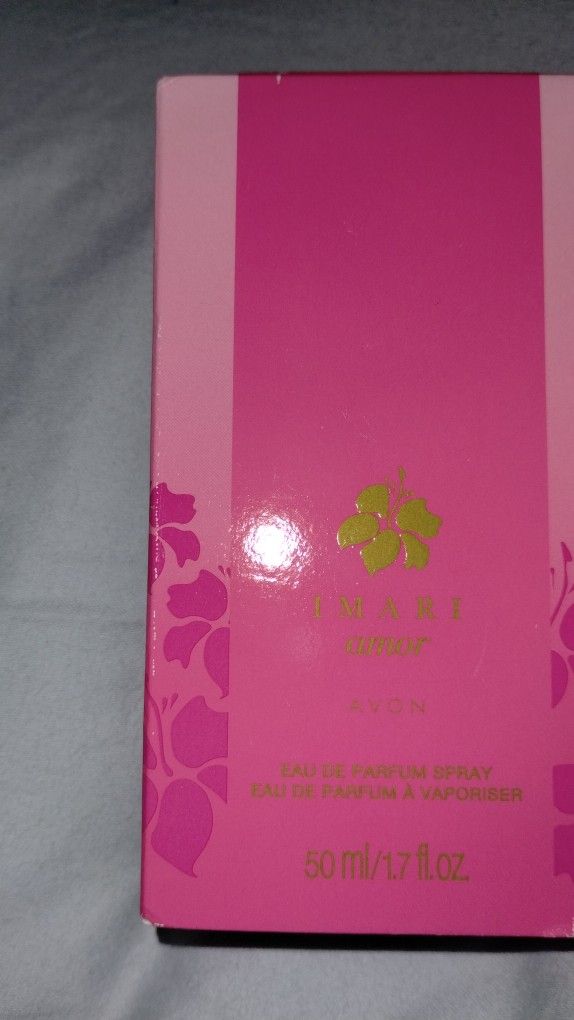 IMARI
amor
AVON
EAU DE PARFUM SPRAY
EAU DE PARFUM À VAPORISER
50 ml/1.7 fl.oz.